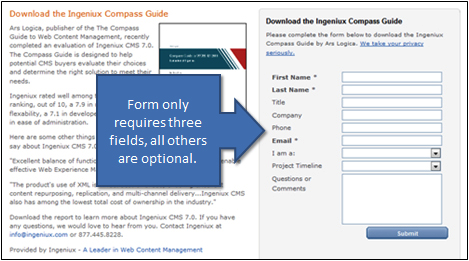 Download the Ingeniux Compass Guide
Ars Logica, publisher of the The Compass
Guide to Web Content Management, recently
completed an evaluation of Ingeniux CMS 7.0.
The Compass Guide is designed to help
potential CMS buyers evaluate their choices
and determine the right solution to meet their
needs.
Ingeniux rated well among
ranking, out of 10, a 7.9 in
flexability, a 7.1 in develop
in ease of administration.
Here are some other things
say about Ingeniux CMS 7.0
"Excellent balance of function
effective Web Experience M
"The product's use of XML is
content repurposing, replication, and multi-channel delivery...Ingeniux CMS
also has among the lowest total cost of ownership in the industry."
Download the report to learn more about Ingeniux CMS 7.0. If you have
any questions, we would love to hear from you. Contact Ingeniux at
info@ingeniux.com or 877.445.8228.
Provided by Ingeniux - A Leader in Web Content Management
Form only
requires three
fields, all others
are optional.
Download the Ingeniux Compass Guide
Please complete the form below to download the Ingeniux
Compass Guide by Ars Logica. We take your privacy
seriously.
First Name *
Last Name *
Title
Company
Phone
Email *
I am a:
Project Timeline
Questions or
Comments
Submit